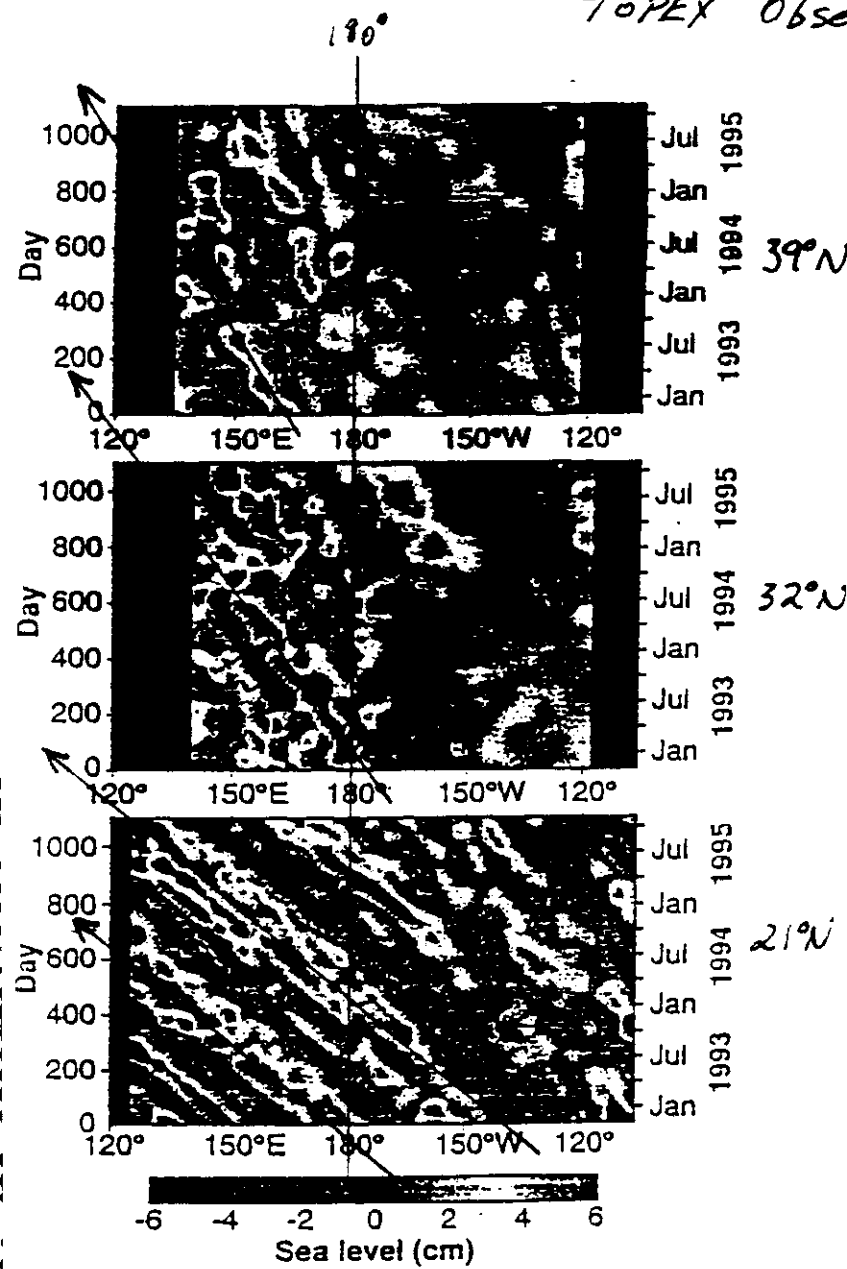 TOPEX Obse
180°
1000
800
600
400
200
0
Day
Jul
Jan
Jul
Jan
Jul
Jan
1995
1994
1993
39°N
120° 150°E 180° 150°W 120°
1000
800
600
400
200
0
Day
Jul
Jan
Jul
Jan
Jul
Jan
1995
1994
1993
32°N
120° 150°E 180° 150°W 120°
1000
800
600
400
200
0
Day
Jul
Jan
Jul
Jan
Jul
Jan
1995
1994
1993
21°N
120° 150°E 180° 150°W 120°
-6 -4 -2 0 2 4 6
Sea level (cm)